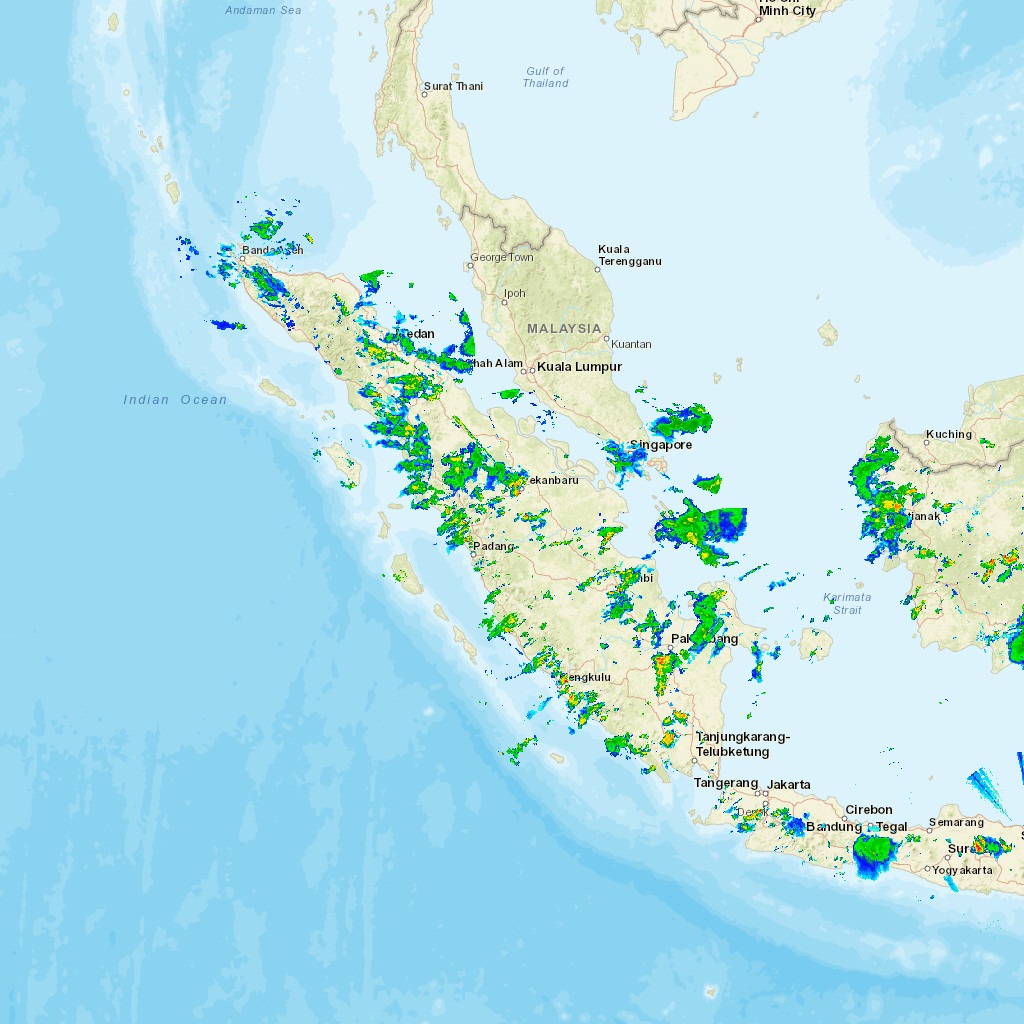 Andaman Sea
Minh City
Gulf of
Thailand
Surat Thani
Kuala
Terengganu
George Town
Ipoh
MALAYSIA
Kuantan
Kuala Lumpur
Indian Ocean
Singapore
Kuching
Padang
Karimata
Strait
Tanjungkarang-
Telubketung
Tangerang
Jakarta
Cirebon
Bandung
Tegal
Semarang
Yogyakarta